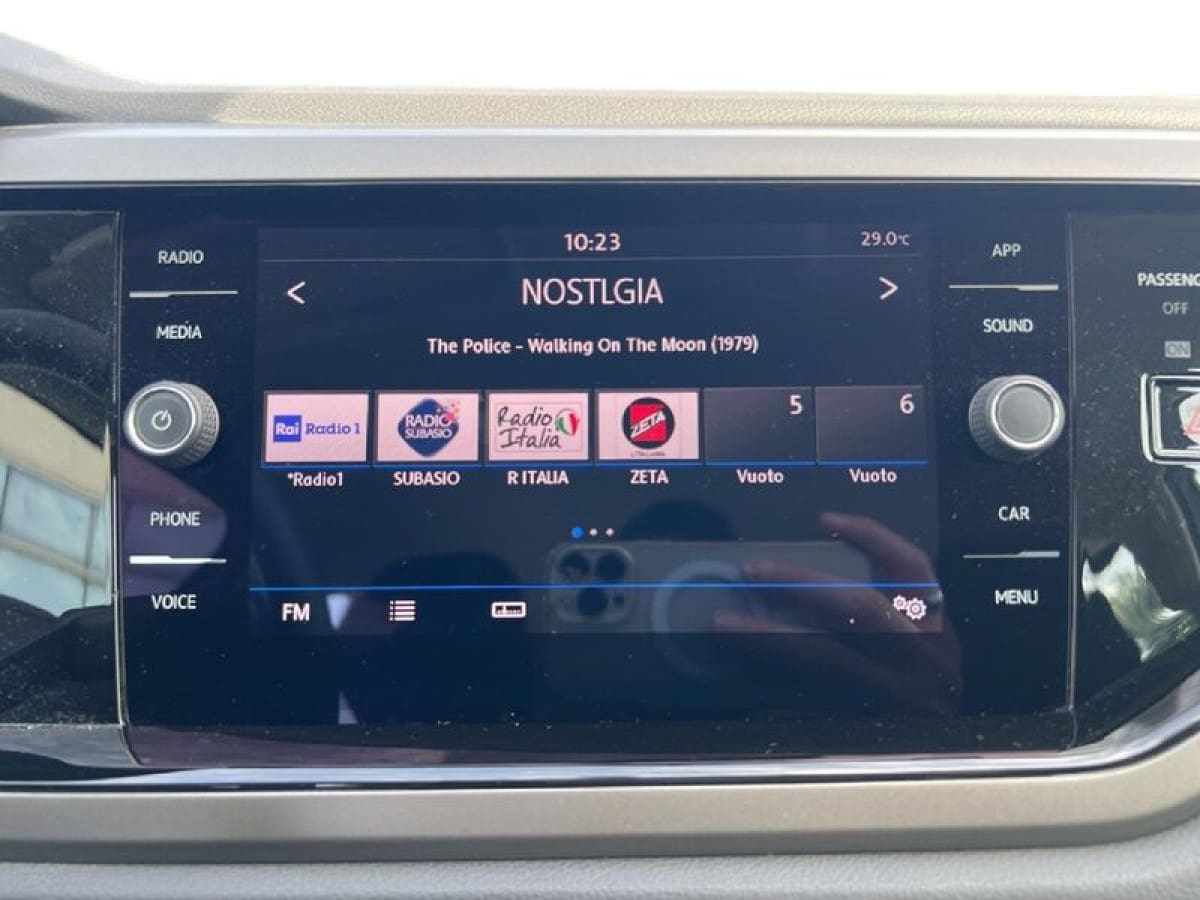 10:23
29.0°C
RADIO
APP
<
NOSTLGIA
>
PASSENG
OFF
MEDIA
SOUND
The Police - Walking On The Moon (1979)
ON
Rai Radio 1
RADIO SUBASIO
Radio Italia
ZETA
5
6
*Radio1
SUBASIO
R ITALIA
ZETA
Vuoto
Vuoto
PHONE
CAR
VOICE
FM
MENU